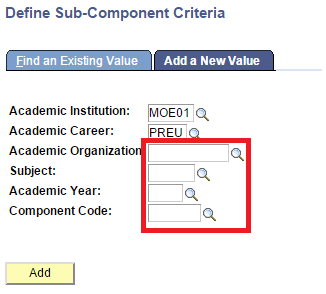 Define Sub-Component Criteria
Find an Existing Value Add a New Value
Academic Institution: MOE01
Academic Career: PREU
Academic Organization
Subject:
Academic Year:
Component Code:
Add